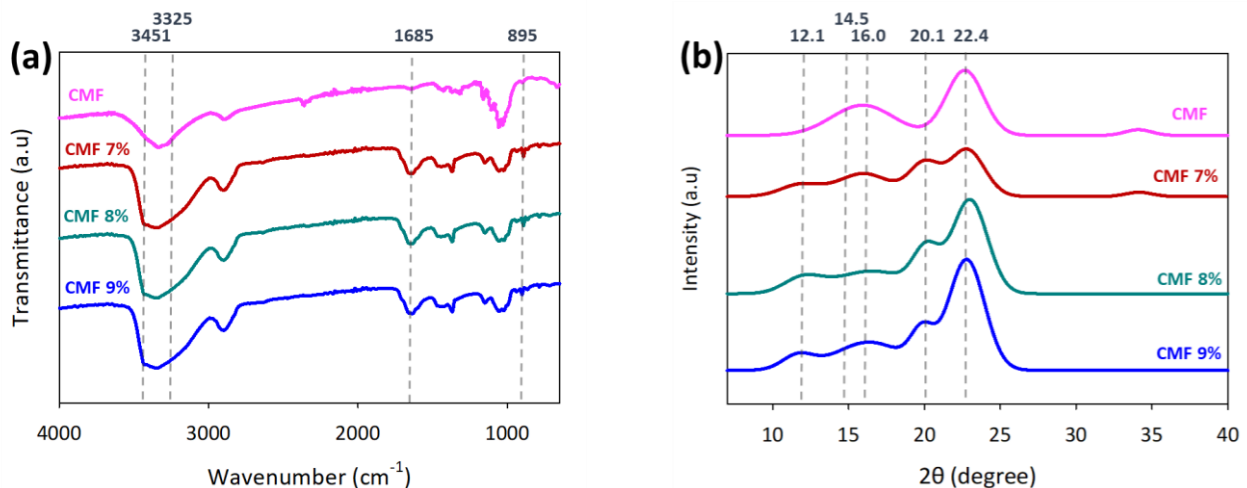 (a)
3325
3451
1685
895
CMF
CMF 7%
CMF 8%
CMF 9%
Transmittance (a.u)
4000
3000
2000
1000
Wavenumber (cm⁻¹)
(b)
14.5
12.1
16.0
20.1
22.4
CMF
CMF 7%
CMF 8%
CMF 9%
Intensity (a.u)
10
15
20
25
30
35
40
2θ (degree)